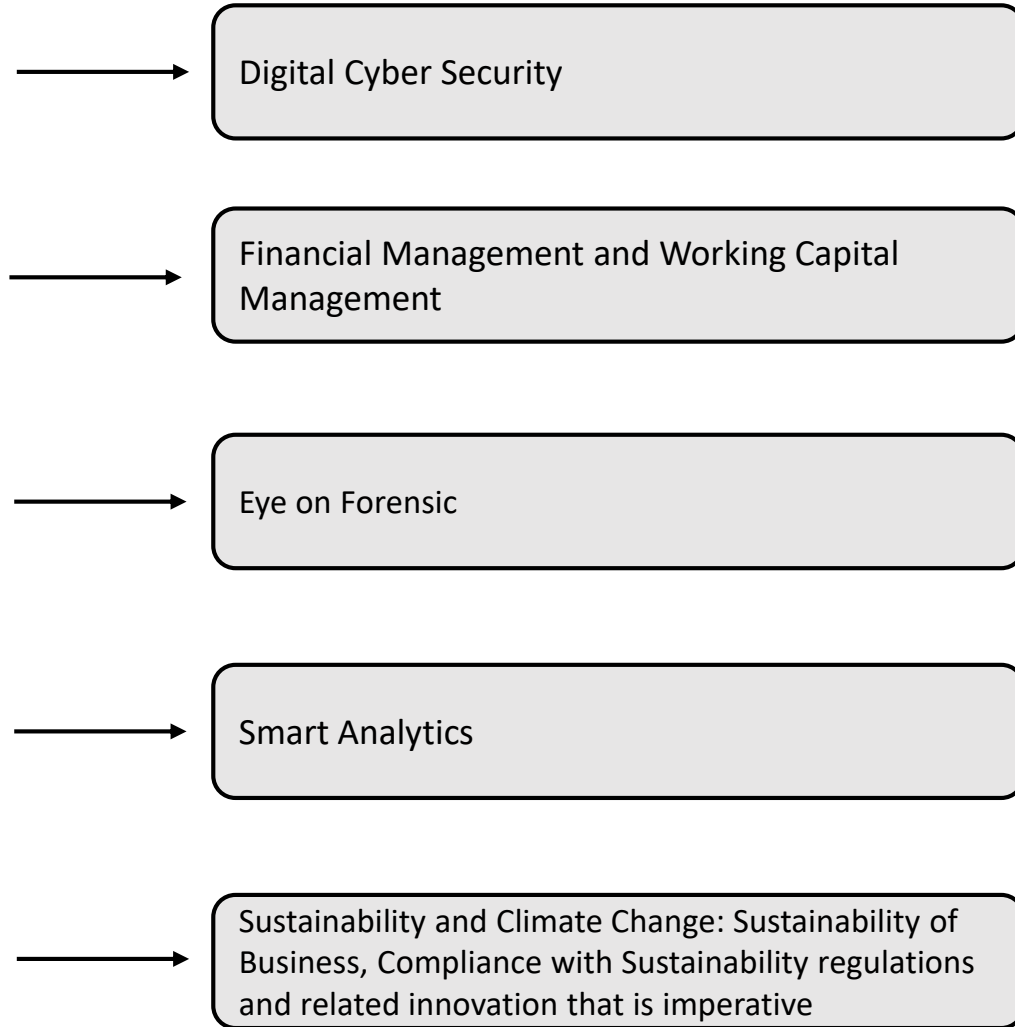 Digital Cyber Security
Financial Management and Working Capital
Management
Eye on Forensic
Smart Analytics
Sustainability and Climate Change: Sustainability of
Business, Compliance with Sustainability regulations
and related innovation that is imperative